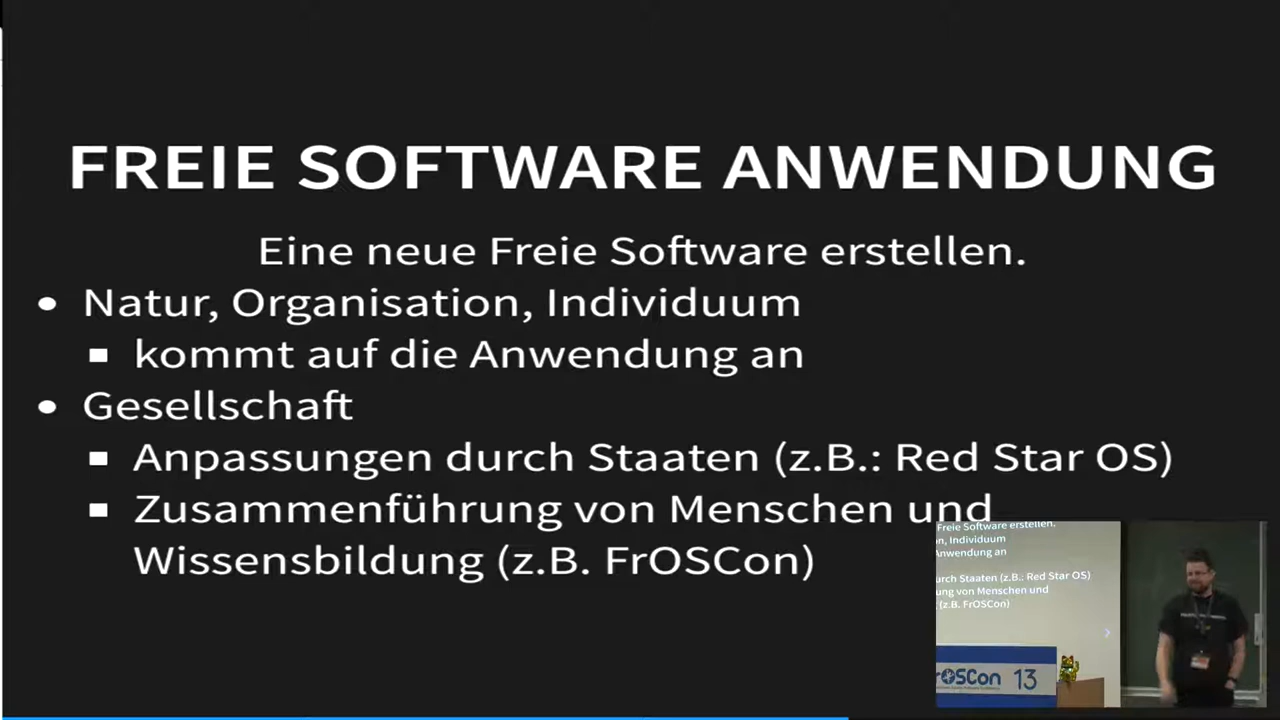 FREIE SOFTWARE ANWENDUNG
Eine neue Freie Software erstellen.
• Natur, Organisation, Individuum
▪ kommt auf die Anwendung an
• Gesellschaft
▪ Anpassungen durch Staaten (z.B.: Red Star OS)
▪ Zusammenführung von Menschen und
Wissensbildung (z.B. FrOSCon)
Freie Software erstellen.
on, Individuum
Anwendung an
urch Staaten (z.B.: Red Star OS)
ung von Menschen und
(z.B. FrOSCon)
rOSCon 13